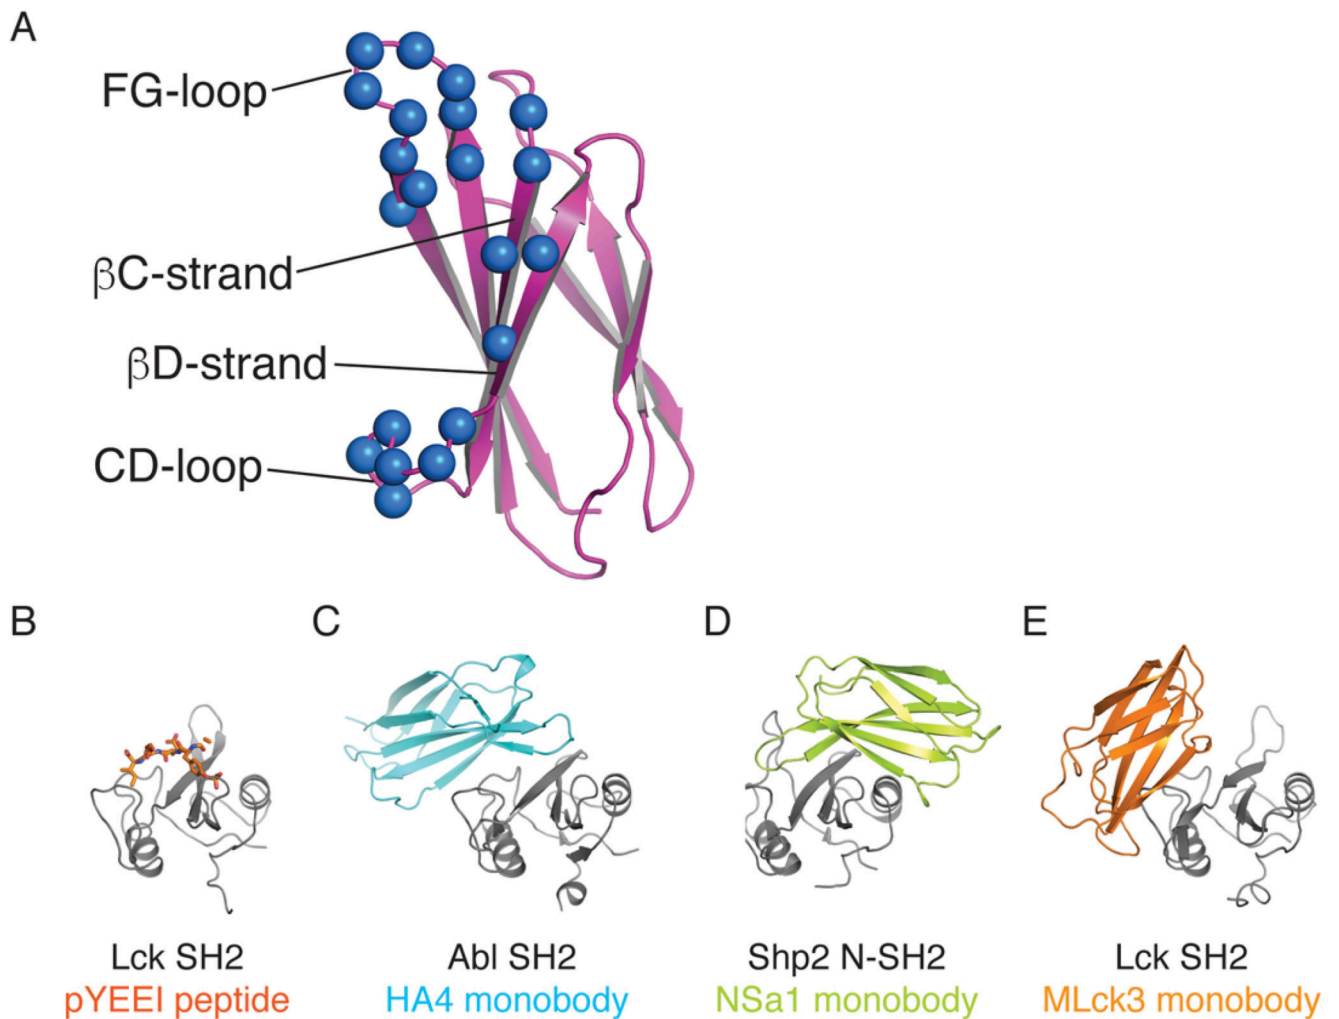 A
FG-loop
βC-strand
βD-strand
CD-loop
B C D E
Lck SH2 Abl SH2 Shp2 N-SH2 Lck SH2
pYEEI peptide HA4 monobody NSa1 monobody MLck3 monobody